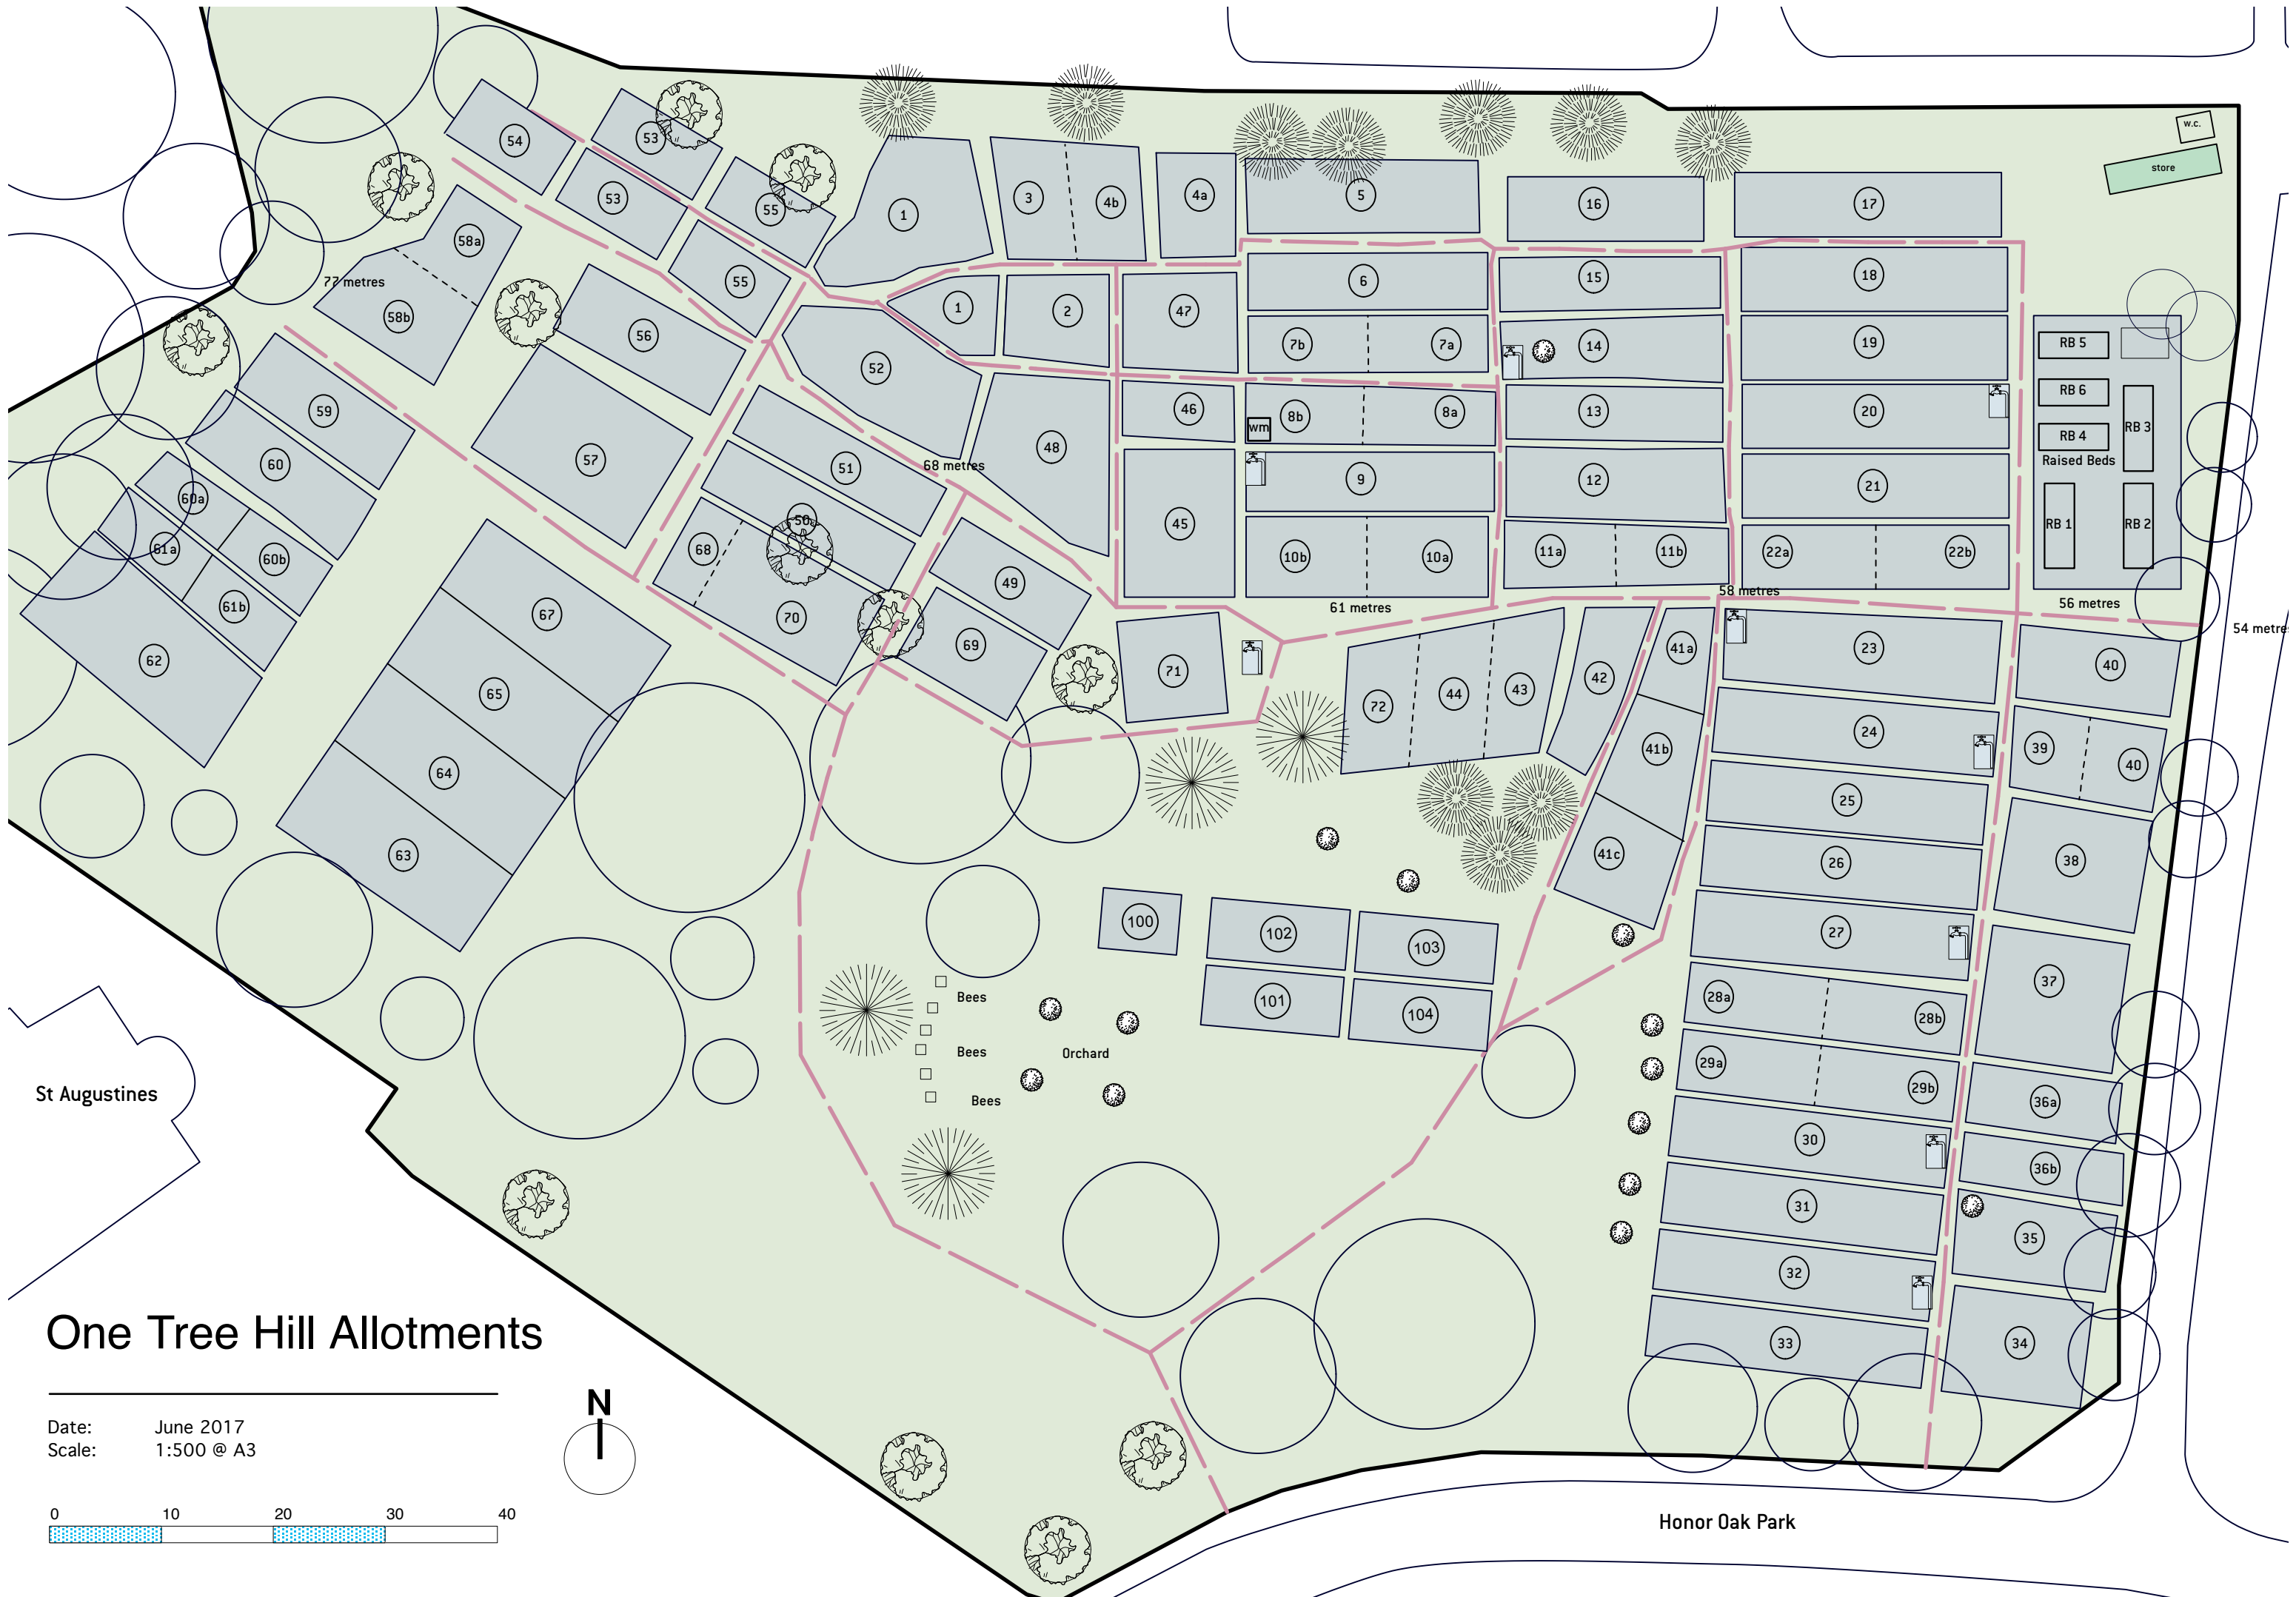 w.c.
store
54
53
53
55
55
1
3
4b
4a
5
16
17
58a
58b
77 metres
56
57
1
2
47
6
15
18
7b
7a
14
19
52
46
wm
8b
8a
13
20
48
68 metres
51
50
45
9
12
21
10b
10a
11a
11b
22a
22b
RB 5
RB 6
RB 4
RB 3
Raised Beds
RB 1
RB 2
59
60
60a
60b
61a
61b
62
68
70
49
69
71
61 metres
58 metres
56 metres
54 metres
67
65
64
63
72
44
43
42
41a
41b
41c
23
24
25
26
27
28a
28b
29a
29b
30
31
32
33
40
39
40
38
37
36a
36b
35
34
100
102
103
101
104
Bees
Bees
Bees
Orchard
St Augustines
One Tree Hill Allotments
Date: June 2017
Scale: 1:500 @ A3
0 10 20 30 40
N
Honor Oak Park